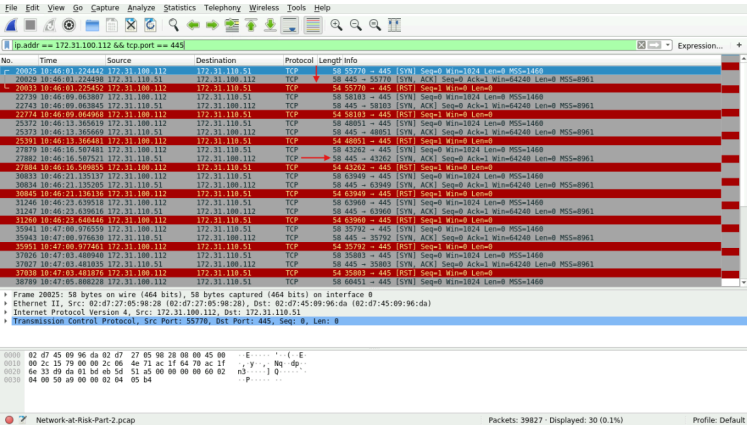 File Edit View Go Capture Analyze Statistics Telephony Wireless Tools Help
ip.addr == 172.31.100.112 && tcp.port == 445
Expression... +
No. Time Source Destination Protocol Length Info
20025 10:46:01.224442 172.31.100.112 172.31.110.51 TCP 58 55770 → 445 [SYN] Seq=0 Win=1024 Len=0 MSS=1460
20029 10:46:01.224498 172.31.110.51 172.31.100.112 TCP 58 445 → 55770 [SYN, ACK] Seq=0 Ack=1 Win=64240 Len=0 MSS=8961
20033 10:46:01.225452 172.31.100.112 172.31.110.51 TCP 54 55770 → 445 [RST] Seq=1 Win=0 Len=0
22739 10:46:09.063807 172.31.100.112 172.31.110.51 TCP 58 58103 → 445 [SYN] Seq=0 Win=1024 Len=0 MSS=1460
22743 10:46:09.063845 172.31.110.51 172.31.100.112 TCP 58 445 → 58103 [SYN, ACK] Seq=0 Ack=1 Win=64240 Len=0 MSS=8961
22774 10:46:09.064968 172.31.100.112 172.31.110.51 TCP 54 58103 → 445 [RST] Seq=1 Win=0 Len=0
25372 10:46:13.365619 172.31.100.112 172.31.110.51 TCP 58 48051 → 445 [SYN] Seq=0 Win=1024 Len=0 MSS=1460
25373 10:46:13.365669 172.31.110.51 172.31.100.112 TCP 58 445 → 48051 [SYN, ACK] Seq=0 Ack=1 Win=64240 Len=0 MSS=8961
25391 10:46:13.366481 172.31.100.112 172.31.110.51 TCP 54 48051 → 445 [RST] Seq=1 Win=0 Len=0
27879 10:46:16.507481 172.31.100.112 172.31.110.51 TCP 58 43262 → 445 [SYN] Seq=0 Win=1024 Len=0 MSS=1460
27882 10:46:16.507521 172.31.110.51 172.31.100.112 TCP 58 445 → 43262 [SYN, ACK] Seq=0 Ack=1 Win=64240 Len=0 MSS=8961
27884 10:46:16.509855 172.31.100.112 172.31.110.51 TCP 54 43262 → 445 [RST] Seq=1 Win=0 Len=0
30833 10:46:21.135137 172.31.100.112 172.31.110.51 TCP 58 63949 → 445 [SYN] Seq=0 Win=1024 Len=0 MSS=1460
30834 10:46:21.135205 172.31.110.51 172.31.100.112 TCP 58 445 → 63949 [SYN, ACK] Seq=0 Ack=1 Win=64240 Len=0 MSS=8961
30845 10:46:21.136136 172.31.100.112 172.31.110.51 TCP 54 63949 → 445 [RST] Seq=1 Win=0 Len=0
31246 10:46:23.639518 172.31.100.112 172.31.110.51 TCP 58 63960 → 445 [SYN] Seq=0 Win=1024 Len=0 MSS=1460
31247 10:46:23.639616 172.31.110.51 172.31.100.112 TCP 58 445 → 63960 [SYN, ACK] Seq=0 Ack=1 Win=64240 Len=0 MSS=8961
31260 10:46:23.640446 172.31.100.112 172.31.110.51 TCP 54 63960 → 445 [RST] Seq=1 Win=0 Len=0
35941 10:47:00.976559 172.31.100.112 172.31.110.51 TCP 58 35792 → 445 [SYN] Seq=0 Win=1024 Len=0 MSS=1460
35943 10:47:00.976630 172.31.110.51 172.31.100.112 TCP 58 445 → 35792 [SYN, ACK] Seq=0 Ack=1 Win=64240 Len=0 MSS=8961
35951 10:47:00.977461 172.31.100.112 172.31.110.51 TCP 54 35792 → 445 [RST] Seq=1 Win=0 Len=0
37026 10:47:03.480940 172.31.100.112 172.31.110.51 TCP 58 35803 → 445 [SYN] Seq=0 Win=1024 Len=0 MSS=1460
37027 10:47:03.481035 172.31.110.51 172.31.100.112 TCP 58 445 → 35803 [SYN, ACK] Seq=0 Ack=1 Win=64240 Len=0 MSS=8961
37038 10:47:03.481876 172.31.100.112 172.31.110.51 TCP 54 35803 → 445 [RST] Seq=1 Win=0 Len=0
38789 10:47:05.808228 172.31.100.112 172.31.110.51 TCP 58 60451 → 445 [SYN] Seq=0 Win=1024 Len=0 MSS=1460
Frame 20025: 58 bytes on wire (464 bits), 58 bytes captured (464 bits) on interface 0
Ethernet II, Src: 02:d7:27:05:98:28 (02:d7:27:05:98:28), Dst: 02:d7:45:09:96:da (02:d7:45:09:96:da)
Internet Protocol Version 4, Src: 172.31.100.112, Dst: 172.31.110.51
Transmission Control Protocol, Src Port: 55770, Dst Port: 445, Seq: 0, Len: 0
0000 02 d7 45 09 96 da 02 d7 27 05 98 28 08 00 45 00 ··E····· '··(··E·
0010 00 2c 15 79 00 00 2c 06 4e 71 ac 1f 64 70 ac 1f ·,·y··,· Nq··dp··
0020 6e 33 d9 da 01 bd eb 5d 51 a5 00 00 00 00 60 02 n3·····] Q·····`·
0030 04 00 50 a9 00 00 02 04 05 b4 ··P····· ··
Network-at-Risk-Part-2.pcap
Packets: 39827 · Displayed: 30 (0.1%)
Profile: Default